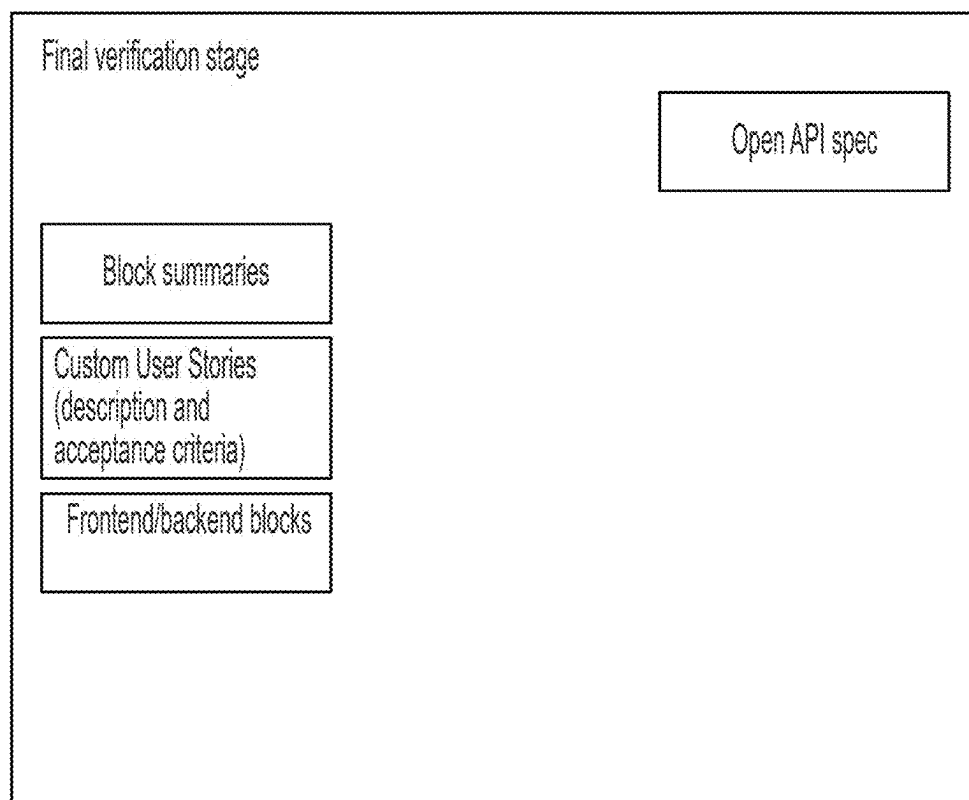 Final verification stage
Open API spec
Block summaries
Custom User Stories
(description and
acceptance criteria)
Frontend/backend blocks